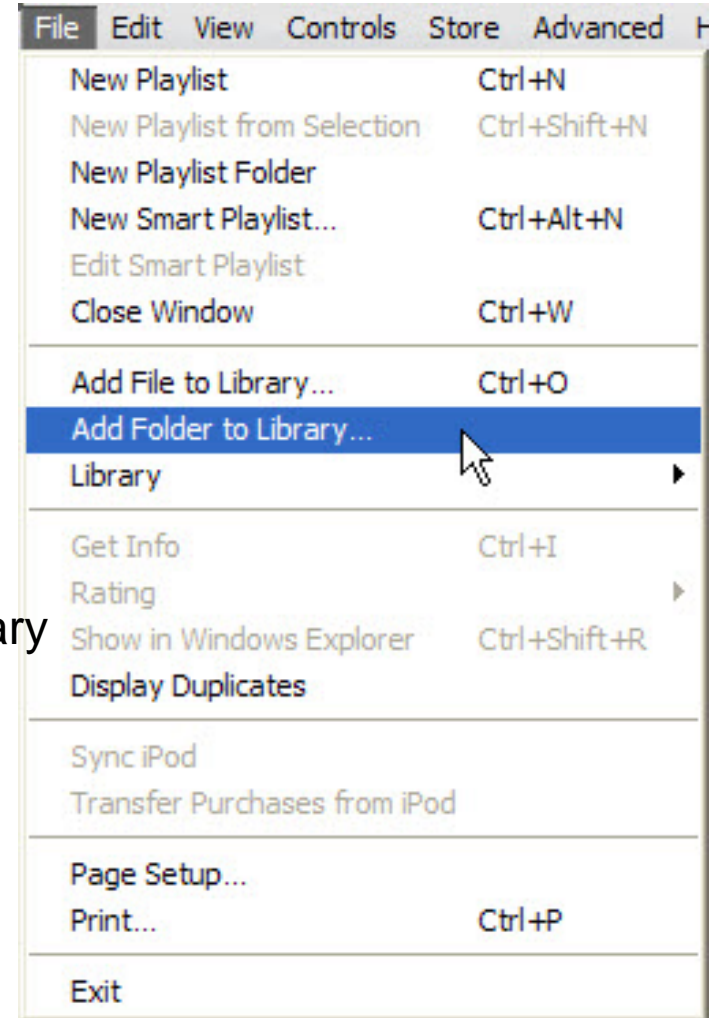 File Edit View Controls Store Advanced H
New Playlist Ctrl+N
New Playlist from Selection Ctrl+Shift+N
New Playlist Folder
New Smart Playlist... Ctrl+Alt+N
Edit Smart Playlist
Close Window Ctrl+W
Add File to Library... Ctrl+O
Add Folder to Library...
Library
Get Info Ctrl+I
Rating
ary
Show in Windows Explorer Ctrl+Shift+R
Display Duplicates
Sync iPod
Transfer Purchases from iPod
Page Setup...
Print... Ctrl+P
Exit